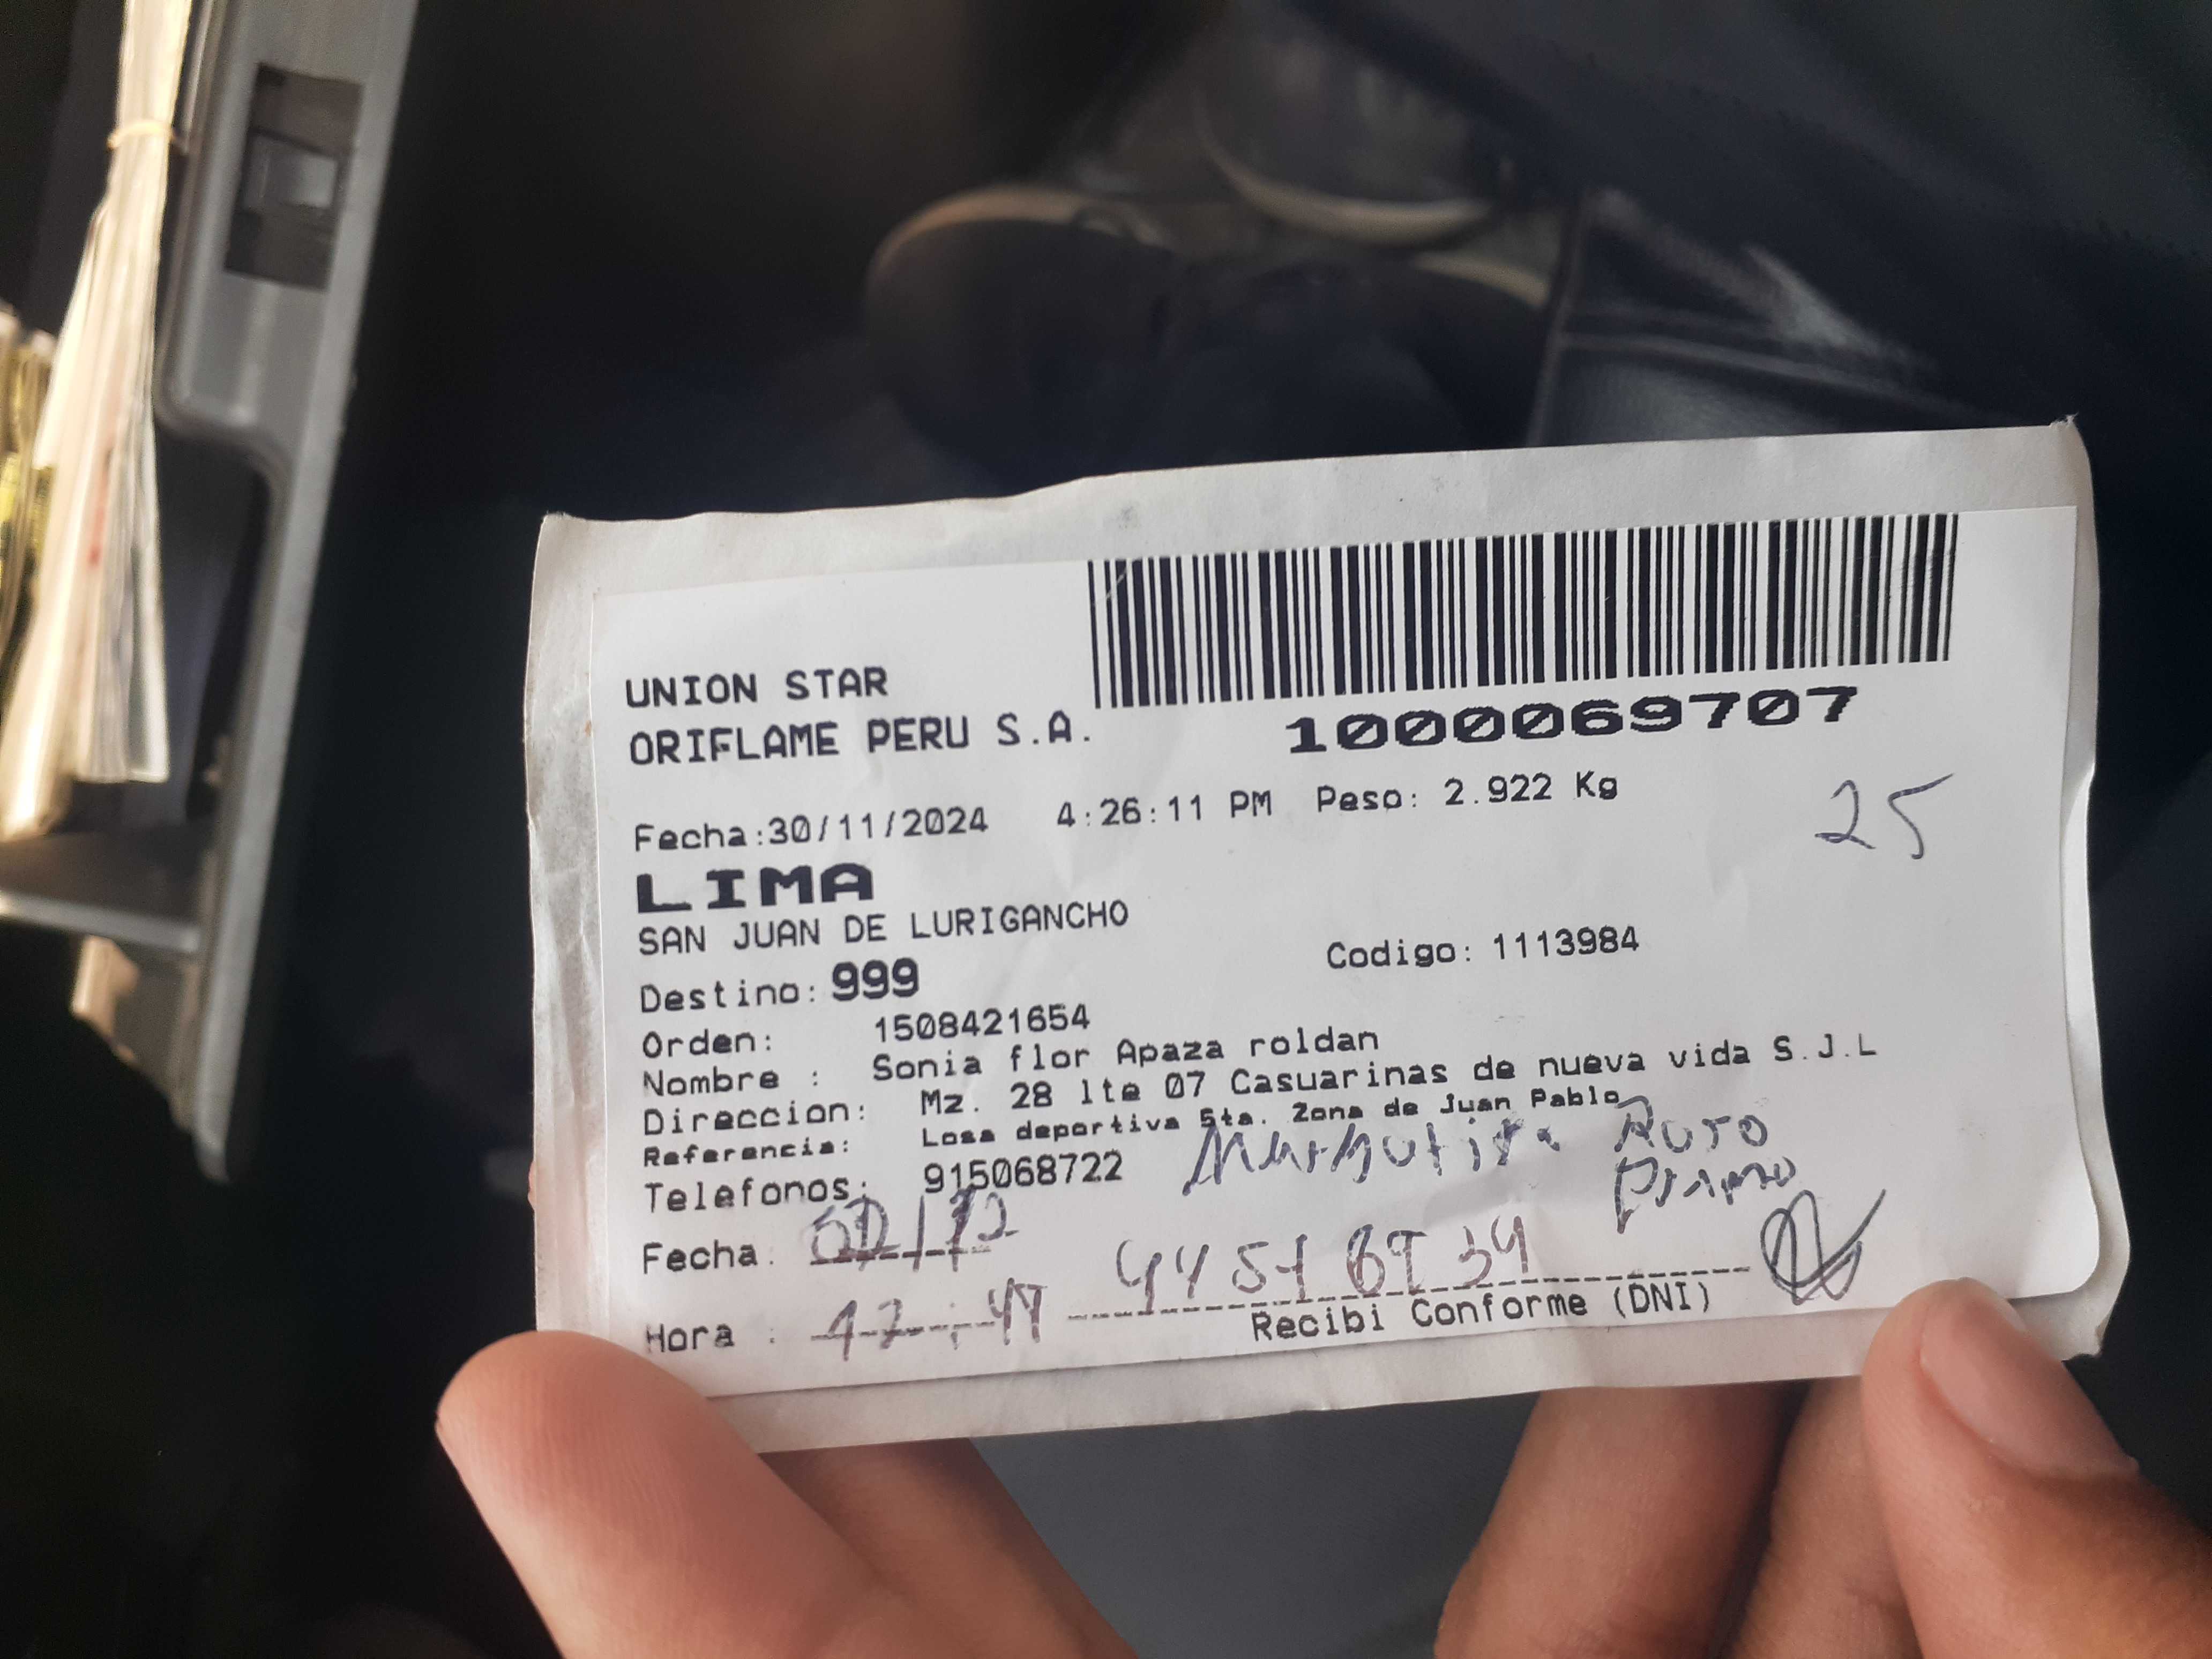 UNION STAR
ORIFLAME PERU S.A.
1000069707
Fecha:30/11/2024 4:26:11 PM Peso: 2.922 Kg
25
LIMA
SAN JUAN DE LURIGANCHO
Destino: 999 Codigo: 1113984
Orden: 1508421654
Nombre : Sonia flor Apaza roldan
Direccion: Mz. 28 lte 07 Casuarinas de nueva vida S.J.L
Referencia: Losa deportiva 5ta. Zona de Juan Pablo
Telefonos: 915068722
Fecha:
Hora :
Recibi Conforme (DNI)